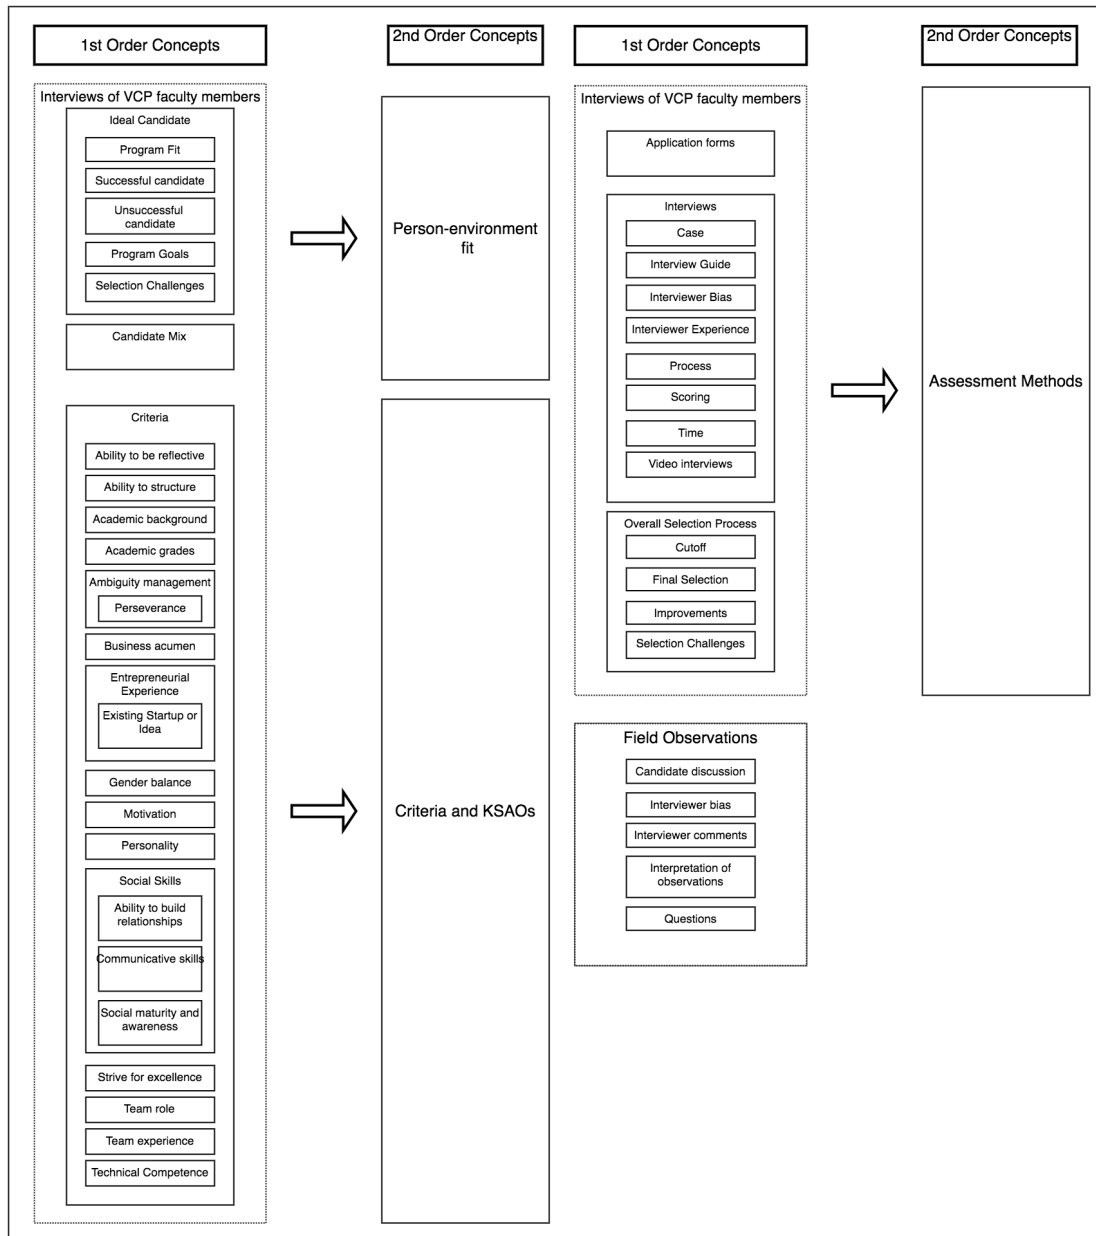 1st Order Concepts
2nd Order Concepts
1st Order Concepts
2nd Order Concepts
Interviews of VCP faculty members
Ideal Candidate
Program Fit
Successful candidate
Unsuccessful
candidate
Program Goals
Selection Challenges
Candidate Mix
Person-environment
fit
Criteria
Ability to be reflective
Ability to structure
Academic background
Academic grades
Ambiguity management
Perseverance
Business acumen
Entrepreneurial
Experience
Existing Startup or
Idea
Gender balance
Motivation
Personality
Social Skills
Ability to build
relationships
Communicative skills
Social maturity and
awareness
Strive for excellence
Team role
Team experience
Technical Competence
Criteria and KSAOs
Interviews of VCP faculty members
Application forms
Interviews
Case
Interview Guide
Interviewer Bias
Interviewer Experience
Process
Scoring
Time
Video interviews
Overall Selection Process
Cutoff
Final Selection
Improvements
Selection Challenges
Assessment Methods
Field Observations
Candidate discussion
Interviewer bias
Interviewer comments
Interpretation of
observations
Questions